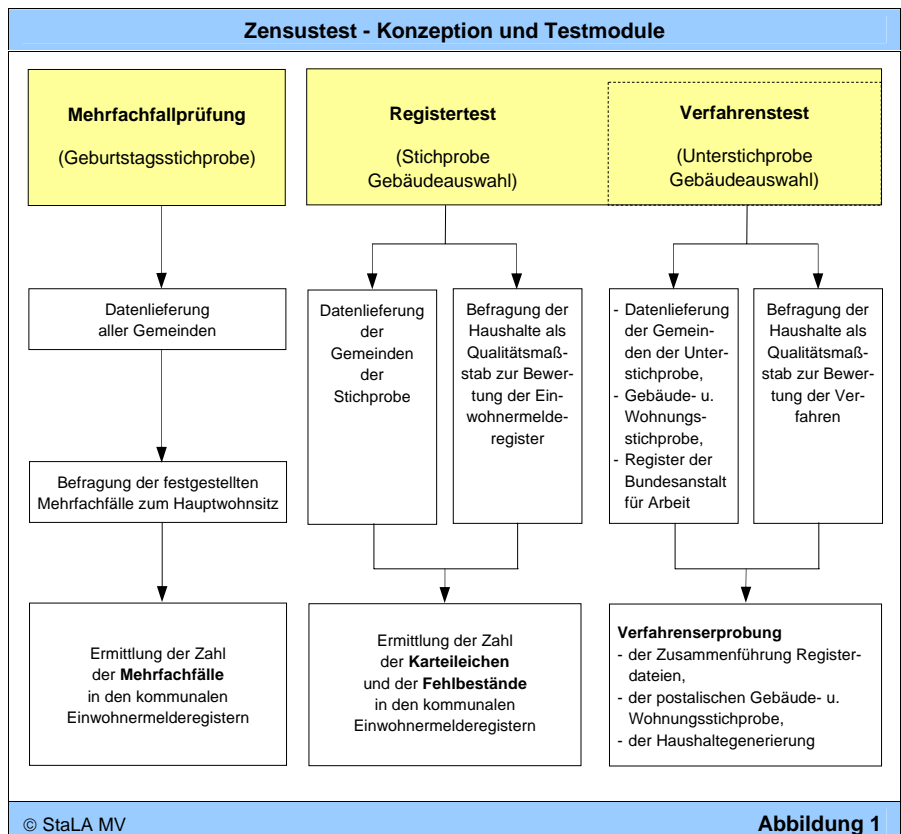 Zensustest - Konzeption und Testmodule
Mehrfachfallprüfung
(Geburtstagsstichprobe)
Registertest
(Stichprobe
Gebäudeauswahl)
Verfahrenstest
(Unterstichprobe
Gebäudeauswahl)
Datenlieferung
aller Gemeinden
Datenlieferung
der
Gemeinden
der
Stichprobe
Befragung der
Haushalte als
Qualitätsmaß-
stab zur Bewer-
tung der Ein-
wohnermelde-
register
- Datenlieferung
der Gemein-
den der Unter-
stichprobe,
- Gebäude- u.
Wohnungs-
stichprobe,
- Register der
Bundesanstalt
für Arbeit
Befragung der
Haushalte als
Qualitätsmaß-
stab zur Bewer-
tung der Ver-
fahren
Befragung der festgestellten
Mehrfachfälle zum Hauptwohnsitz
Ermittlung der Zahl
der Mehrfachfälle
in den kommunalen
Einwohnermelderegistern
Ermittlung der Zahl
der Karteileichen
und der Fehlbestände
in den kommunalen
Einwohnermelderegistern
Verfahrenserprobung
- der Zusammenführung Register-
dateien,
- der postalischen Gebäude- u.
Wohnungsstichprobe,
- der Haushaltegenerierung
© StaLA MV
Abbildung 1